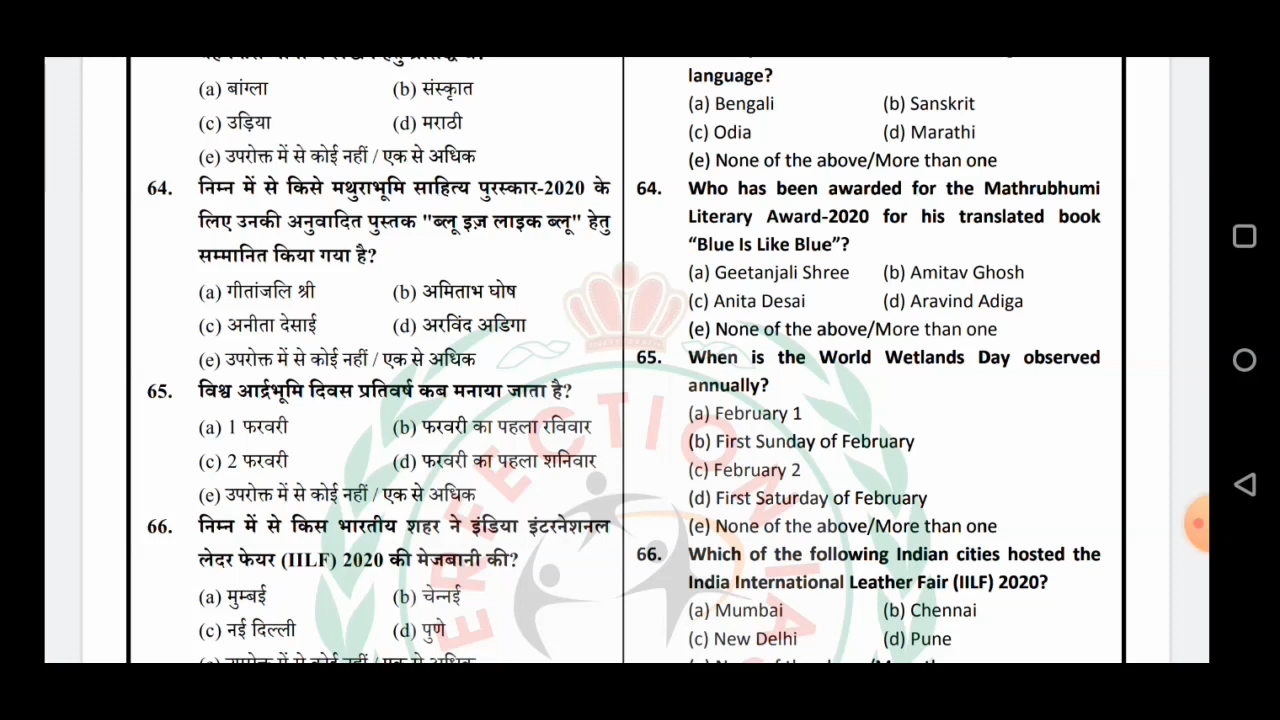 (a) बांग्ला (b) संस्कृात
(c) उड़िया (d) मराठी
(e) उपरोक्त में से कोई नहीं / एक से अधिक
64. निम्न में से किसे मथुराभूमि साहित्य पुरस्कार-2020 के
लिए उनकी अनुवादित पुस्तक "ब्लू इज़ लाइक ब्लू" हेतु
सम्मानित किया गया है?
(a) गीतांजलि श्री (b) अमिताभ घोष
(c) अनीता देसाई (d) अरविंद अडिगा
(e) उपरोक्त में से कोई नहीं / एक से अधिक
65. विश्व आर्द्रभूमि दिवस प्रतिवर्ष कब मनाया जाता है?
(a) 1 फरवरी (b) फरवरी का पहला रविवार
(c) 2 फरवरी (d) फरवरी का पहला शनिवार
(e) उपरोक्त में से कोई नहीं / एक से अधिक
66. निम्न में से किस भारतीय शहर ने इंडिया इंटरनेशनल
लेदर फेयर (IILF) 2020 की मेजबानी की?
(a) मुम्बई (b) चेन्नई
(c) नई दिल्ली (d) पुणे
language?
(a) Bengali (b) Sanskrit
(c) Odia (d) Marathi
(e) None of the above/More than one
64. Who has been awarded for the Mathrubhumi
Literary Award-2020 for his translated book
“Blue Is Like Blue”?
(a) Geetanjali Shree (b) Amitav Ghosh
(c) Anita Desai (d) Aravind Adiga
(e) None of the above/More than one
65. When is the World Wetlands Day observed
annually?
(a) February 1
(b) First Sunday of February
(c) February 2
(d) First Saturday of February
(e) None of the above/More than one
66. Which of the following Indian cities hosted the
India International Leather Fair (IILF) 2020?
(a) Mumbai (b) Chennai
(c) New Delhi (d) Pune